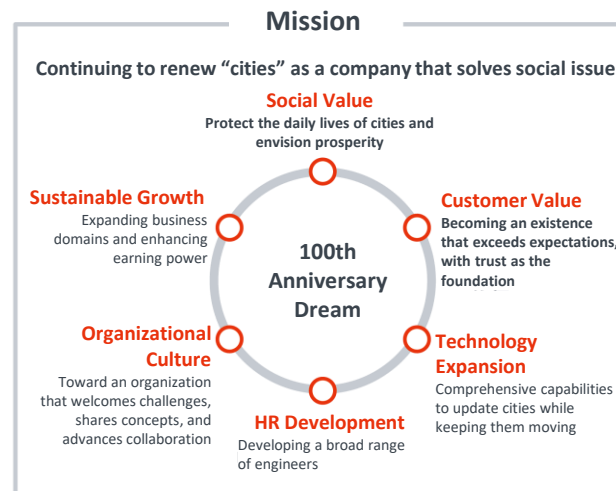 Mission
Continuing to renew “cities” as a company that solves social issue
Social Value
Protect the daily lives of cities and
envision prosperity
Sustainable Growth
Expanding business
domains and enhancing
earning power
Customer Value
Becoming an existence
that exceeds expectations,
with trust as the
foundation
100th
Anniversary
Dream
Organizational
Culture
Toward an organization
that welcomes challenges,
shares concepts, and
advances collaboration
Technology
Expansion
Comprehensive capabilities
to update cities while
keeping them moving
HR Development
Developing a broad range
of engineers